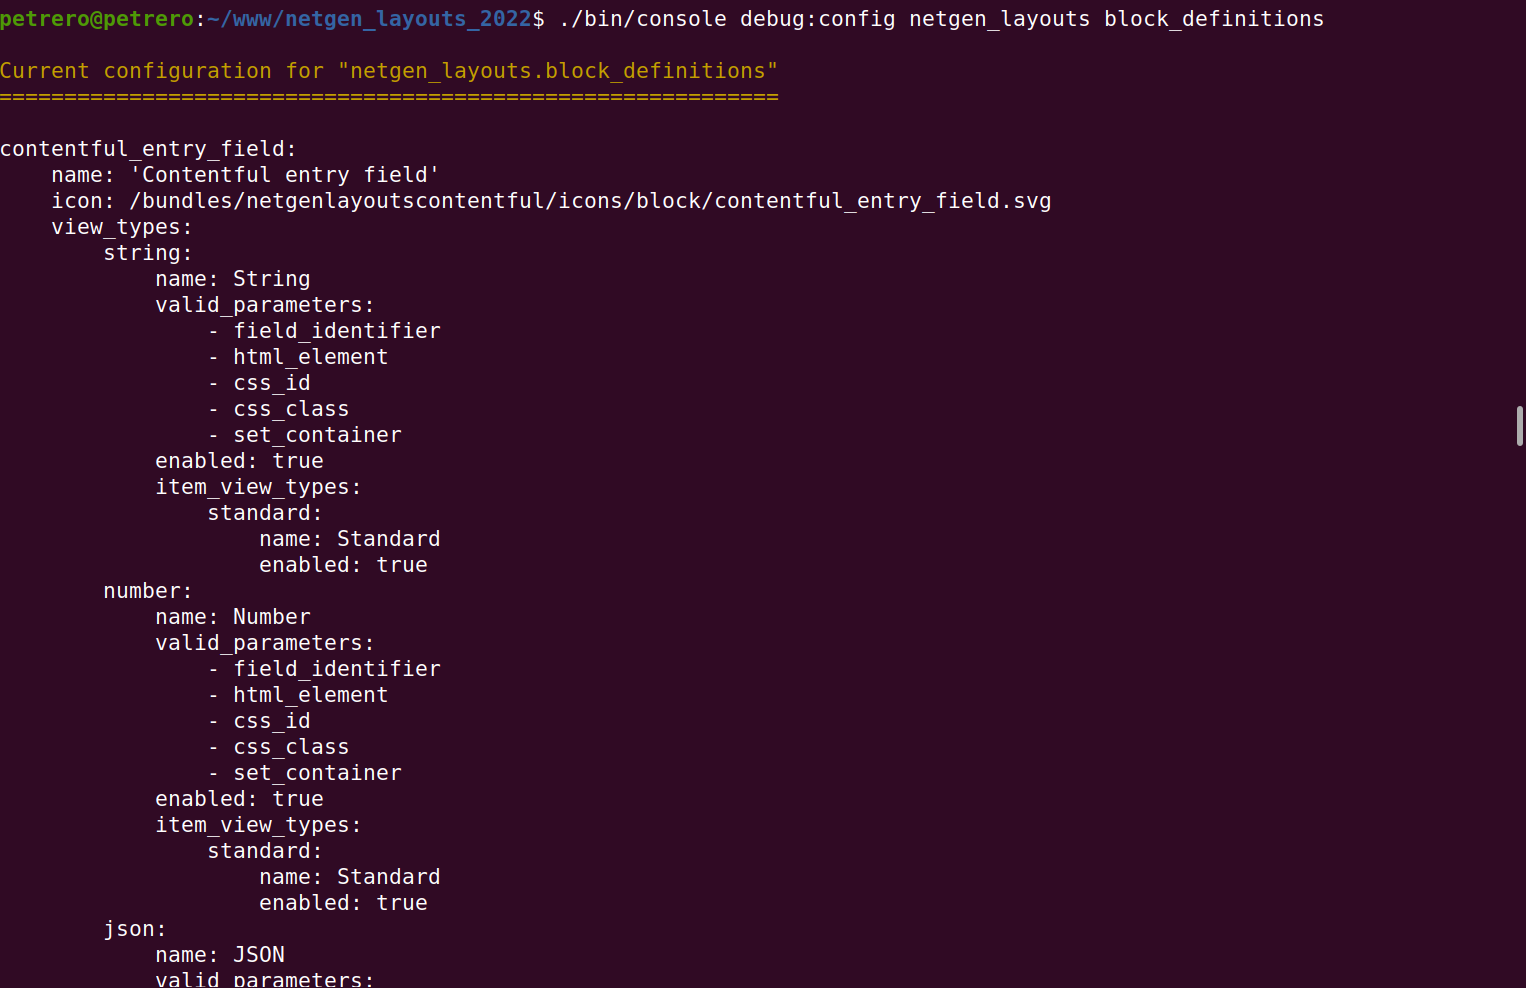 petrero@petrero:~/www/netgen_layouts_2022$ ./bin/console debug:config netgen_layouts block_definitions
Current configuration for "netgen_layouts.block_definitions"
============================================================
contentful_entry_field:
    name: 'Contentful entry field'
    icon: /bundles/netgenlayoutscontentful/icons/block/contentful_entry_field.svg
    view_types:
        string:
            name: String
            valid_parameters:
                - field_identifier
                - html_element
                - css_id
                - css_class
                - set_container
            enabled: true
            item_view_types:
                standard:
                    name: Standard
                    enabled: true
        number:
            name: Number
            valid_parameters:
                - field_identifier
                - html_element
                - css_id
                - css_class
                - set_container
            enabled: true
            item_view_types:
                standard:
                    name: Standard
                    enabled: true
        json:
            name: JSON
            valid_parameters: